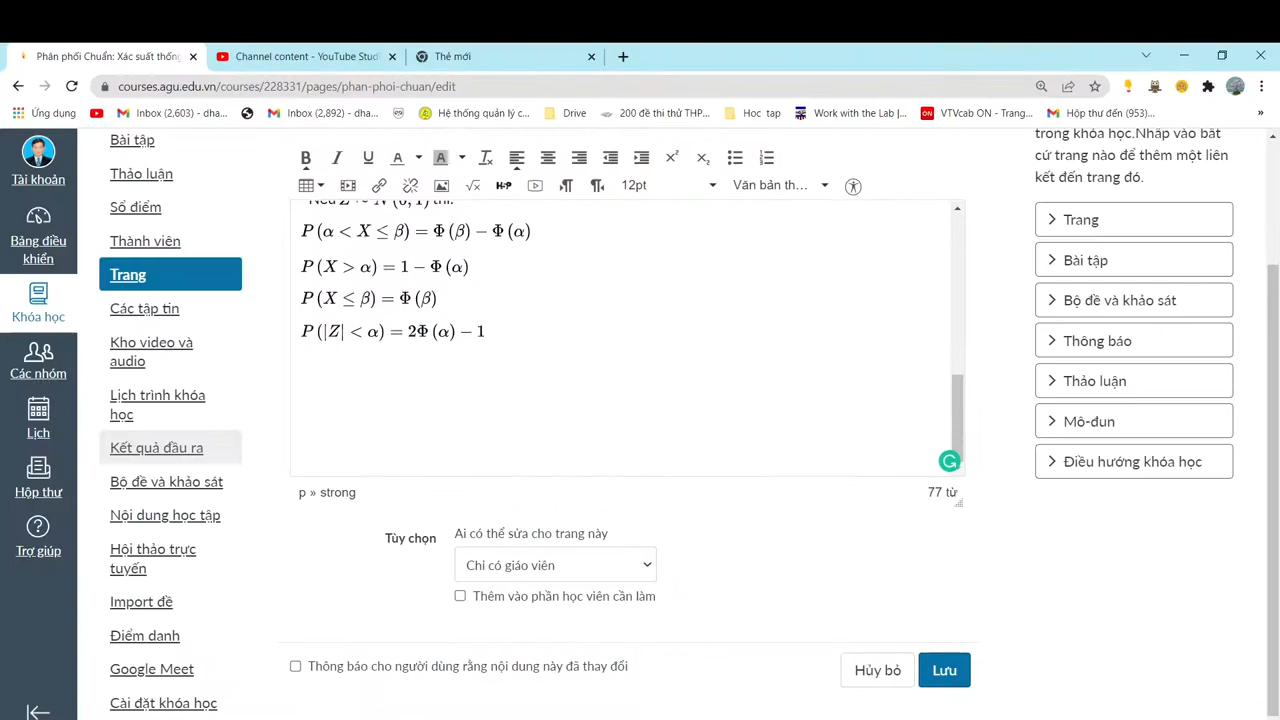 Phân phối Chuẩn: Xác suất thống
Channel content - YouTube Stud
Thẻ mới
courses.agu.edu.vn/courses/228331/pages/phan-phoi-chuan/edit
Ứng dụng
Inbox (2,603) - dha...
Inbox (2,892) - dha...
Hệ thống quản lý c...
Drive
200 đề thi thử THP...
Hoc tap
Work with the Lab |...
VTVcab ON - Trang...
Hộp thư đến (953)...
»
Tài khoản
Bảng điều
khiển
Khóa học
Các nhóm
Lịch
Hộp thư
Trợ giúp
Bài tập
Thảo luận
Sổ điểm
Thành viên
Trang
Các tập tin
Kho video và
audio
Lịch trình khóa
học
Kết quả đầu ra
Bộ đề và khảo sát
Nội dung học tập
Hội thảo trực
tuyến
Import đề
Điểm danh
Google Meet
Cài đặt khóa học
12pt
Văn bản th...
Nếu Z ~ N (0, 1) thì:
P (α < X ≤ β) = Φ (β) − Φ (α)
P (X > α) = 1 − Φ (α)
P (X ≤ β) = Φ (β)
P (|Z| < α) = 2Φ (α) − 1
p » strong
77 từ
Tùy chọn
Ai có thể sửa cho trang này
Chỉ có giáo viên
Thêm vào phần học viên cần làm
Thông báo cho người dùng rằng nội dung này đã thay đổi
Hủy bỏ
Lưu
trong khóa học.Nhấp vào bất
cứ trang nào để thêm một liên
kết đến trang đó.
Trang
Bài tập
Bộ đề và khảo sát
Thông báo
Thảo luận
Mô-đun
Điều hướng khóa học